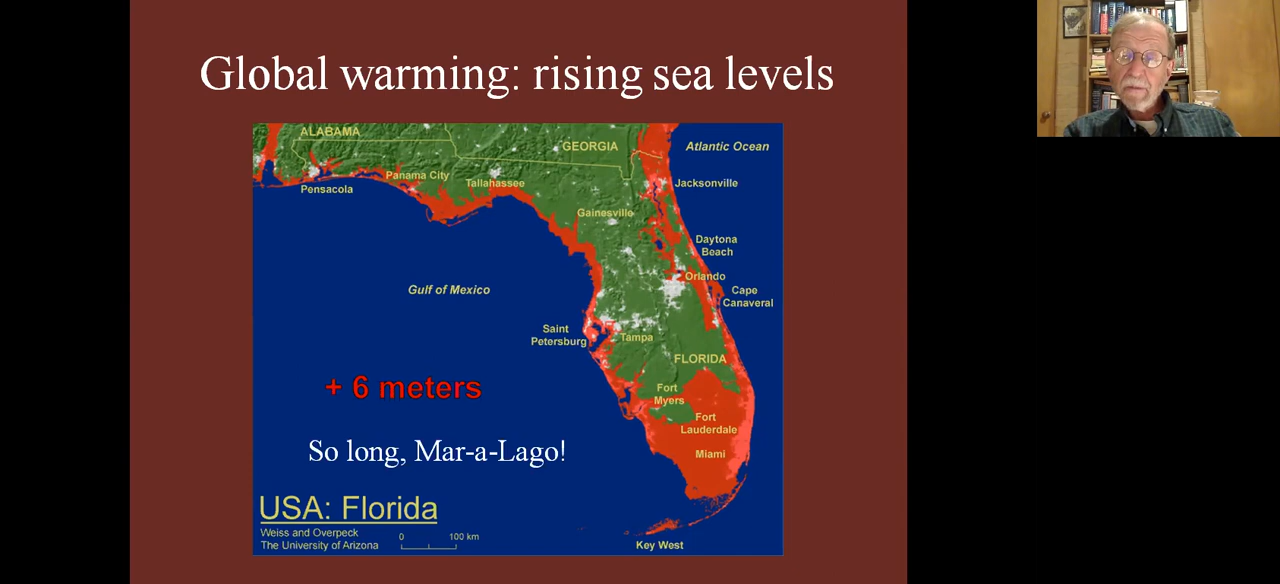 Global warming: rising sea levels
ALABAMA
GEORGIA
Atlantic Ocean
Pensacola
Panama City
Tallahassee
Jacksonville
Gainesville
Daytona
Beach
Orlando
Cape
Canaveral
Gulf of Mexico
Saint
Petersburg
Tampa
FLORIDA
+ 6 meters
Fort
Myers
Fort
Lauderdale
Miami
So long, Mar-a-Lago!
USA: Florida
Weiss and Overpeck
The University of Arizona
0 100 km
Key West